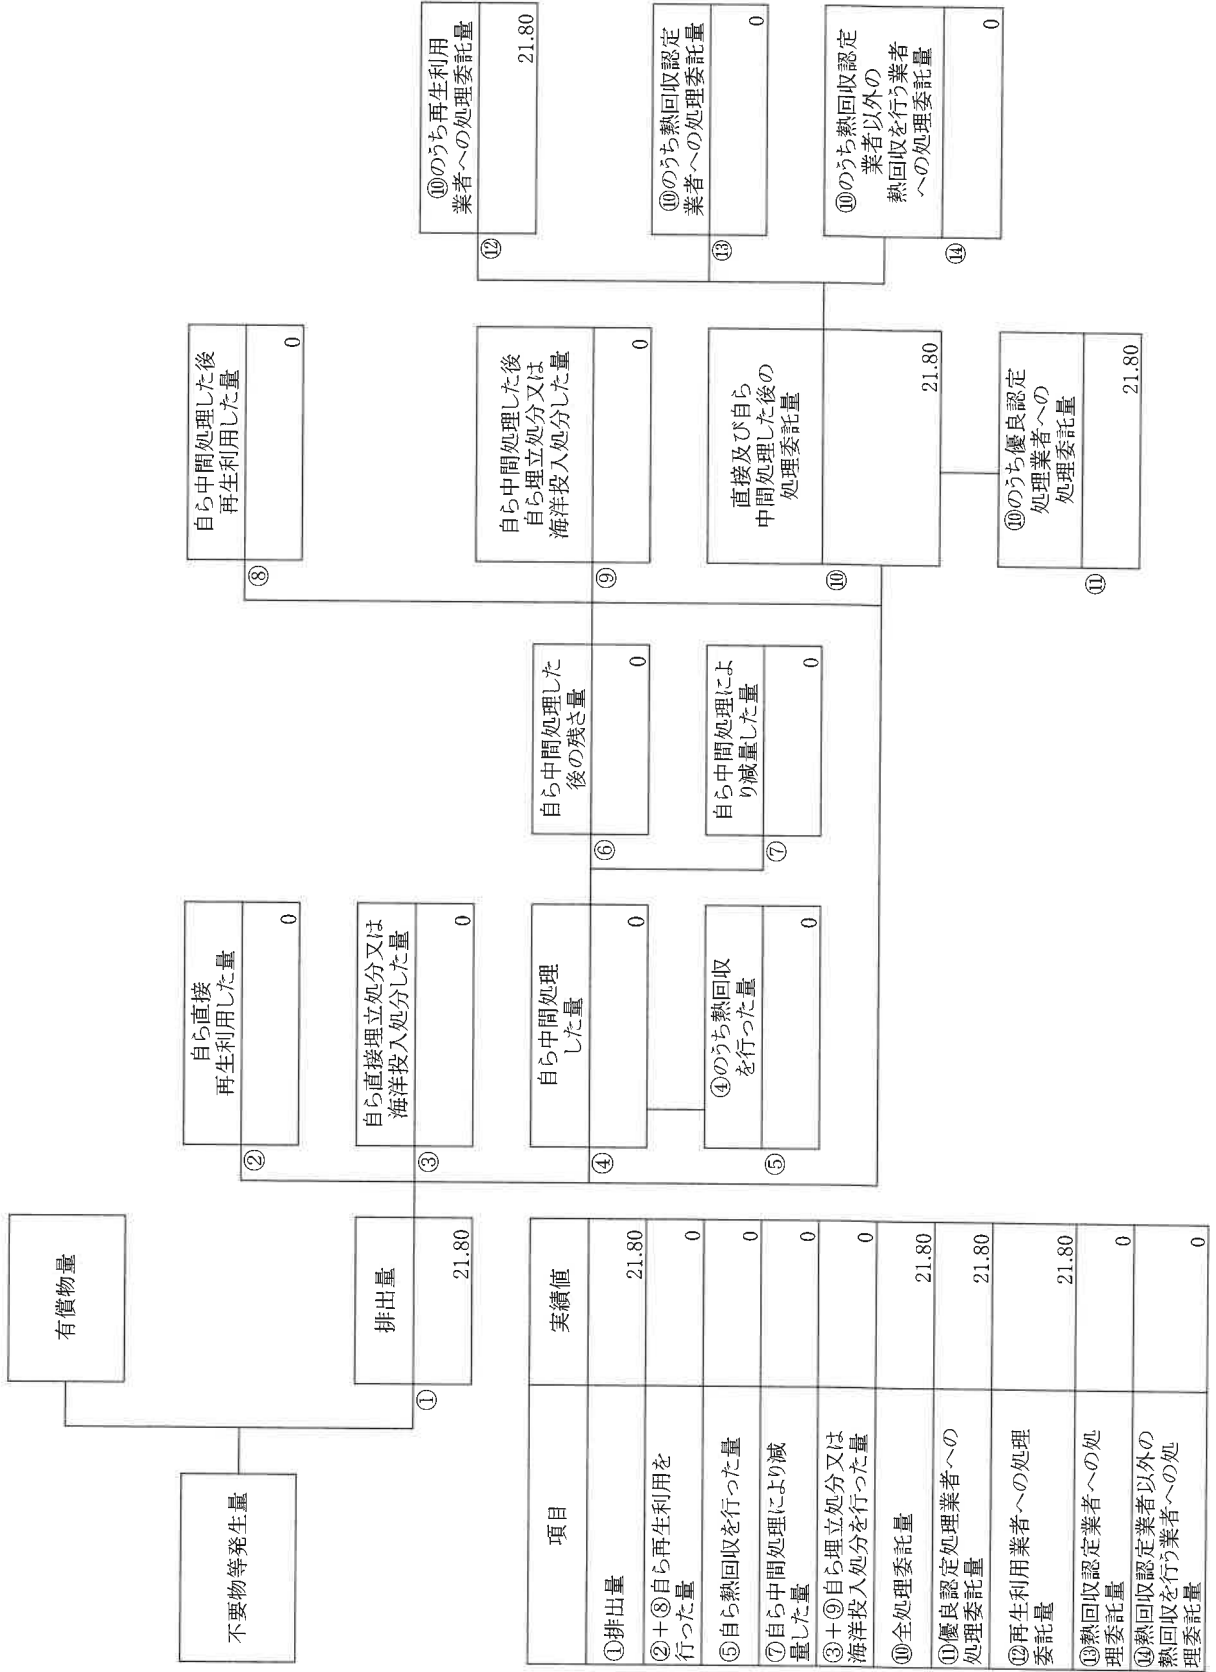 不要物等発生量
有償物量
①
排出量
21.80
②
自ら直接
再生利用した量
0
③
自ら直接埋立処分又は
海洋投入処分した量
0
④
自ら中間処理
した量
0
⑤
④のうち熱回収
を行った量
0
⑥
自ら中間処理した
後の残さ量
0
⑦
自ら中間処理によ
り減量した量
0
⑧
自ら中間処理した後
再生利用した量
0
⑨
自ら中間処理した後
自ら埋立処分又は
海洋投入処分した量
0
⑩
直接及び自ら
中間処理した後の
処理委託量
21.80
⑪
⑩のうち優良認定
処理業者への
処理委託量
21.80
⑫
⑩のうち再生利用
業者への処理委託量
21.80
⑬
⑩のうち熱回収認定
業者への処理委託量
0
⑭
⑩のうち熱回収認定
業者以外の
熱回収を行う業者
への処理委託量
0
項目
実績値
①排出量
21.80
②+⑧自ら再生利用を
行った量
0
⑤自ら熱回収を行った量
0
⑦自ら中間処理により減
量した量
0
③+⑨自ら埋立処分又は
海洋投入処分を行った量
0
⑩全処理委託量
21.80
⑪優良認定処理業者への
処理委託量
21.80
⑫再生利用業者への処理
委託量
21.80
⑬熱回収認定業者への処
理委託量
0
⑭熱回収認定業者以外の
熱回収を行う業者への処
理委託量
0